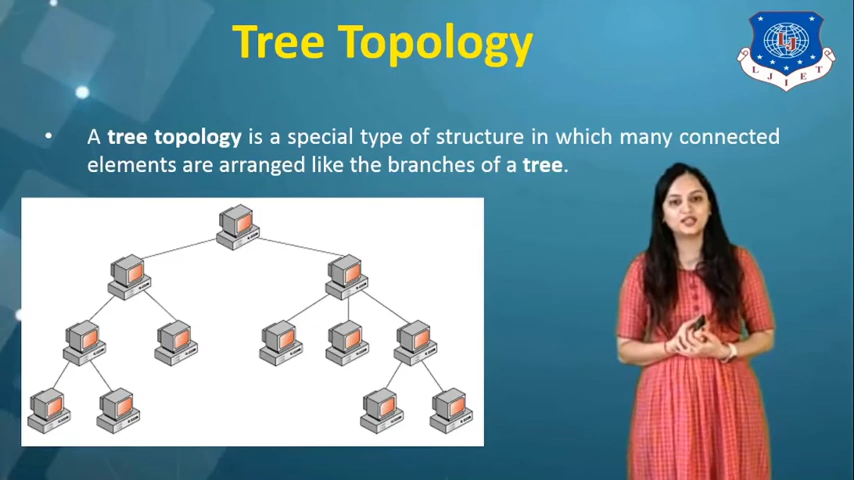 Tree Topology
L J I E T
• A tree topology is a special type of structure in which many connected
elements are arranged like the branches of a tree.